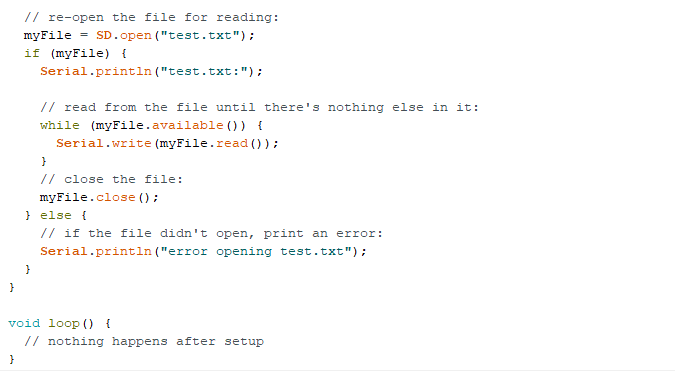 // re-open the file for reading:
myFile = SD.open("test.txt");
if (myFile) {
Serial.println("test.txt:");
// read from the file until there's nothing else in it:
while (myFile.available()) {
Serial.write(myFile.read());
}
// close the file:
myFile.close();
} else {
// if the file didn't open, print an error:
Serial.println("error opening test.txt");
}
}
void loop() {
// nothing happens after setup
}